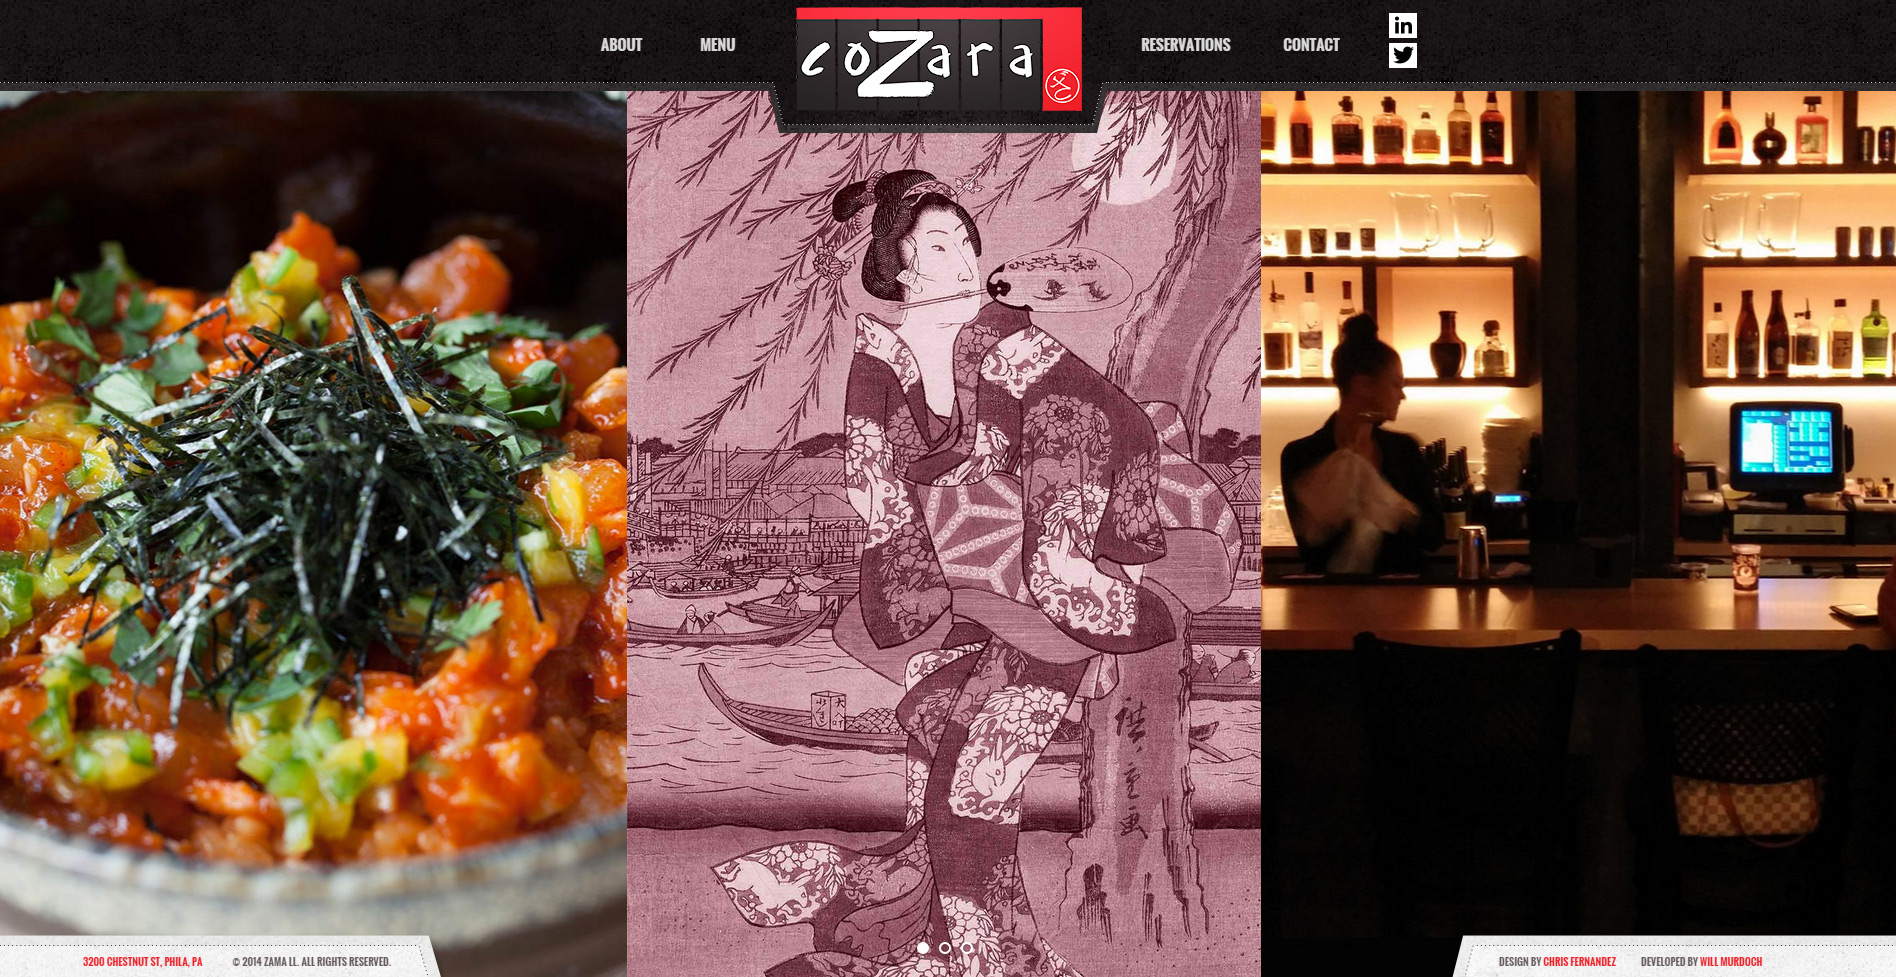 ABOUT
MENU
coZara
RESERVATIONS
CONTACT
in
3200 CHESTNUT ST, PHILA, PA
© 2014 ZAMA LL. ALL RIGHTS RESERVED.
DESIGN BY CHRIS FERNANDEZ
DEVELOPED BY WILL MURDOCH